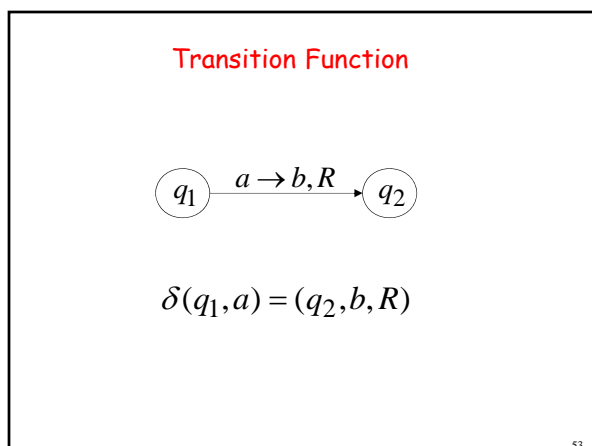 Transition Function
q₁ a → b, R q₂
δ(q₁, a) = (q₂, b, R)
53